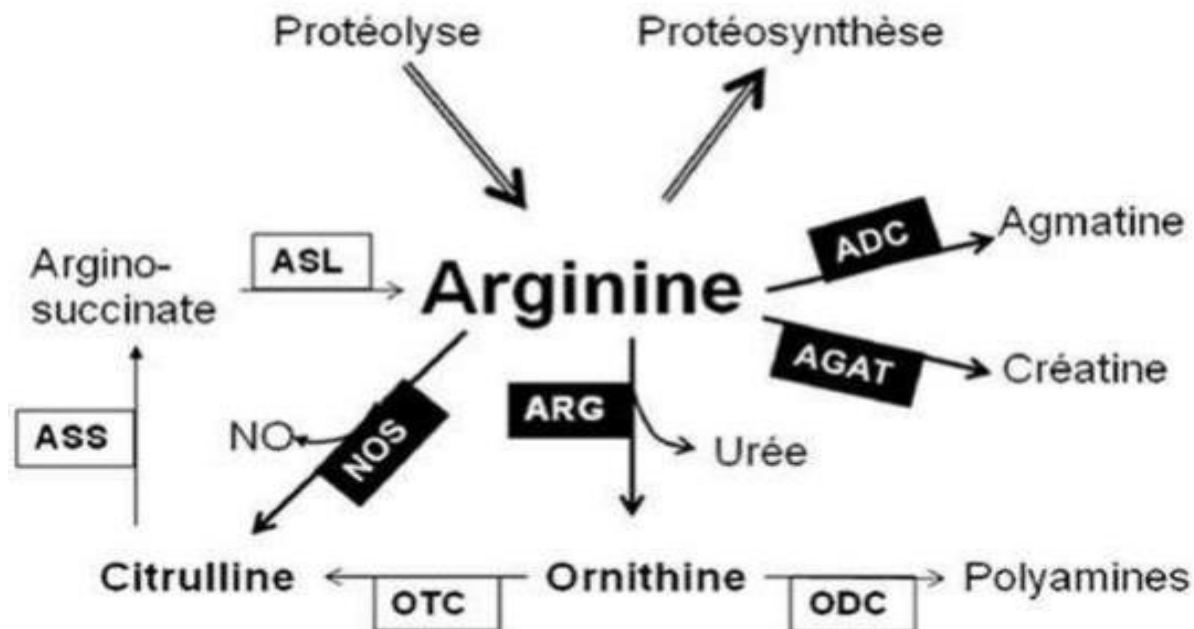 Protéolyse
Protéosynthèse
ADC
Agmatine
Argino-
succinate
ASL
Arginine
AGAT
Créatine
ASS
NO
NOS
ARG
Urée
Citrulline
OTC
Ornithine
ODC
Polyamines